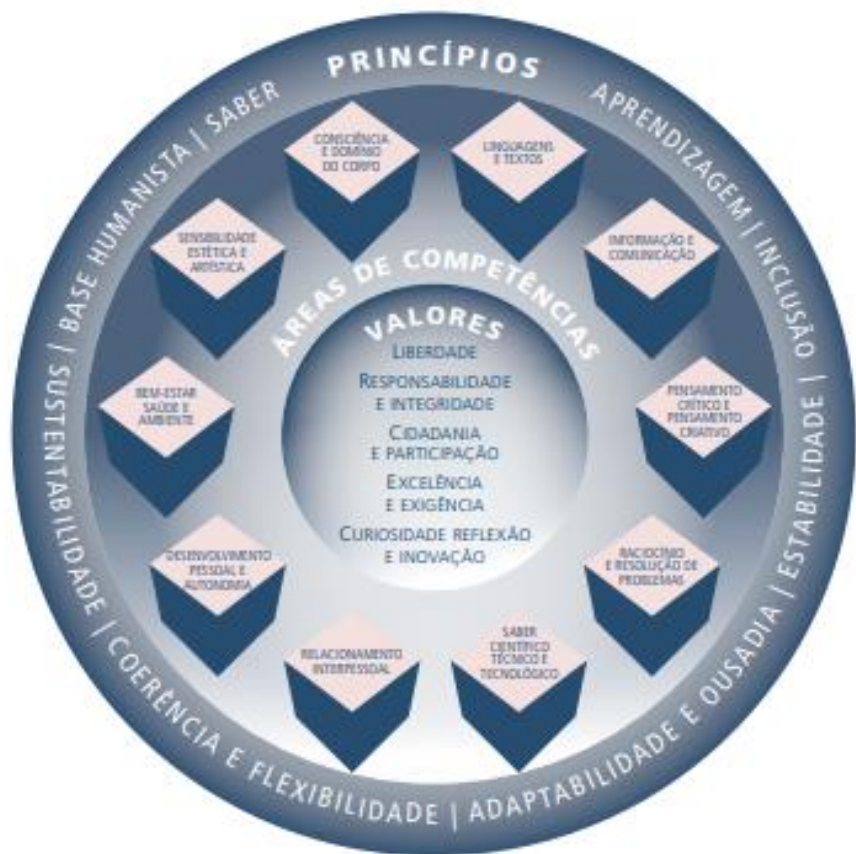 PRINCÍPIOS
APRENDIZAGEM | INCLUSÃO | ESTABILIDADE | ADAPTABILIDADE E OUSADIA | COERÊNCIA E FLEXIBILIDADE | SUSTENTABILIDADE | BASE HUMANISTA | SABER
LINGUAGENS
E TEXTOS
INFORMAÇÃO E
COMUNICAÇÃO
PENSAMENTO
CRÍTICO E
PENSAMENTO
CRIATIVO
RACIOCÍNIO
E RESOLUÇÃO DE
PROBLEMAS
SABER
CIENTÍFICO
TÉCNICO E
TECNOLÓGICO
RELACIONAMENTO
INTERPESSOAL
DESENVOLVIMENTO
PESSOAL E
AUTONOMIA
BEM-ESTAR
SAÚDE E
AMBIENTE
SENSIBILIDADE
ESTÉTICA E
ARTÍSTICA
CONSCIÊNCIA
E DOMÍNIO
DO CORPO
ÁREAS DE COMPETÊNCIAS
VALORES
LIBERDADE
RESPONSABILIDADE
E INTEGRIDADE
CIDADANIA
E PARTICIPAÇÃO
EXCELÊNCIA
E EXIGÊNCIA
CURIOSIDADE REFLEXÃO
E INOVAÇÃO